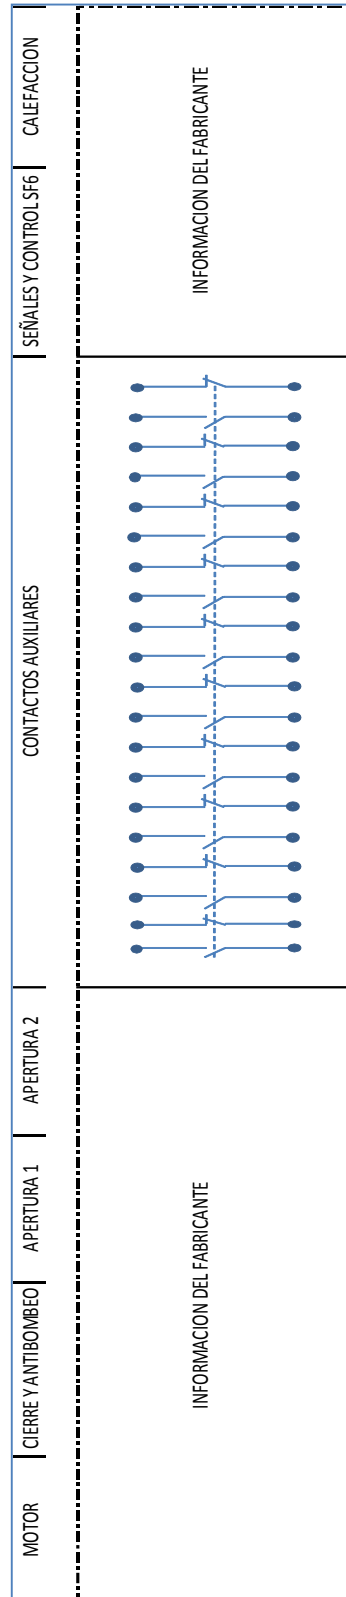 MOTOR
CIERRE Y ANTIBOMBEO
APERTURA 1
APERTURA 2
CONTACTOS AUXILIARES
SEÑALES Y CONTROL SF6
CALEFACCION
INFORMACION DEL FABRICANTE
INFORMACION DEL FABRICANTE